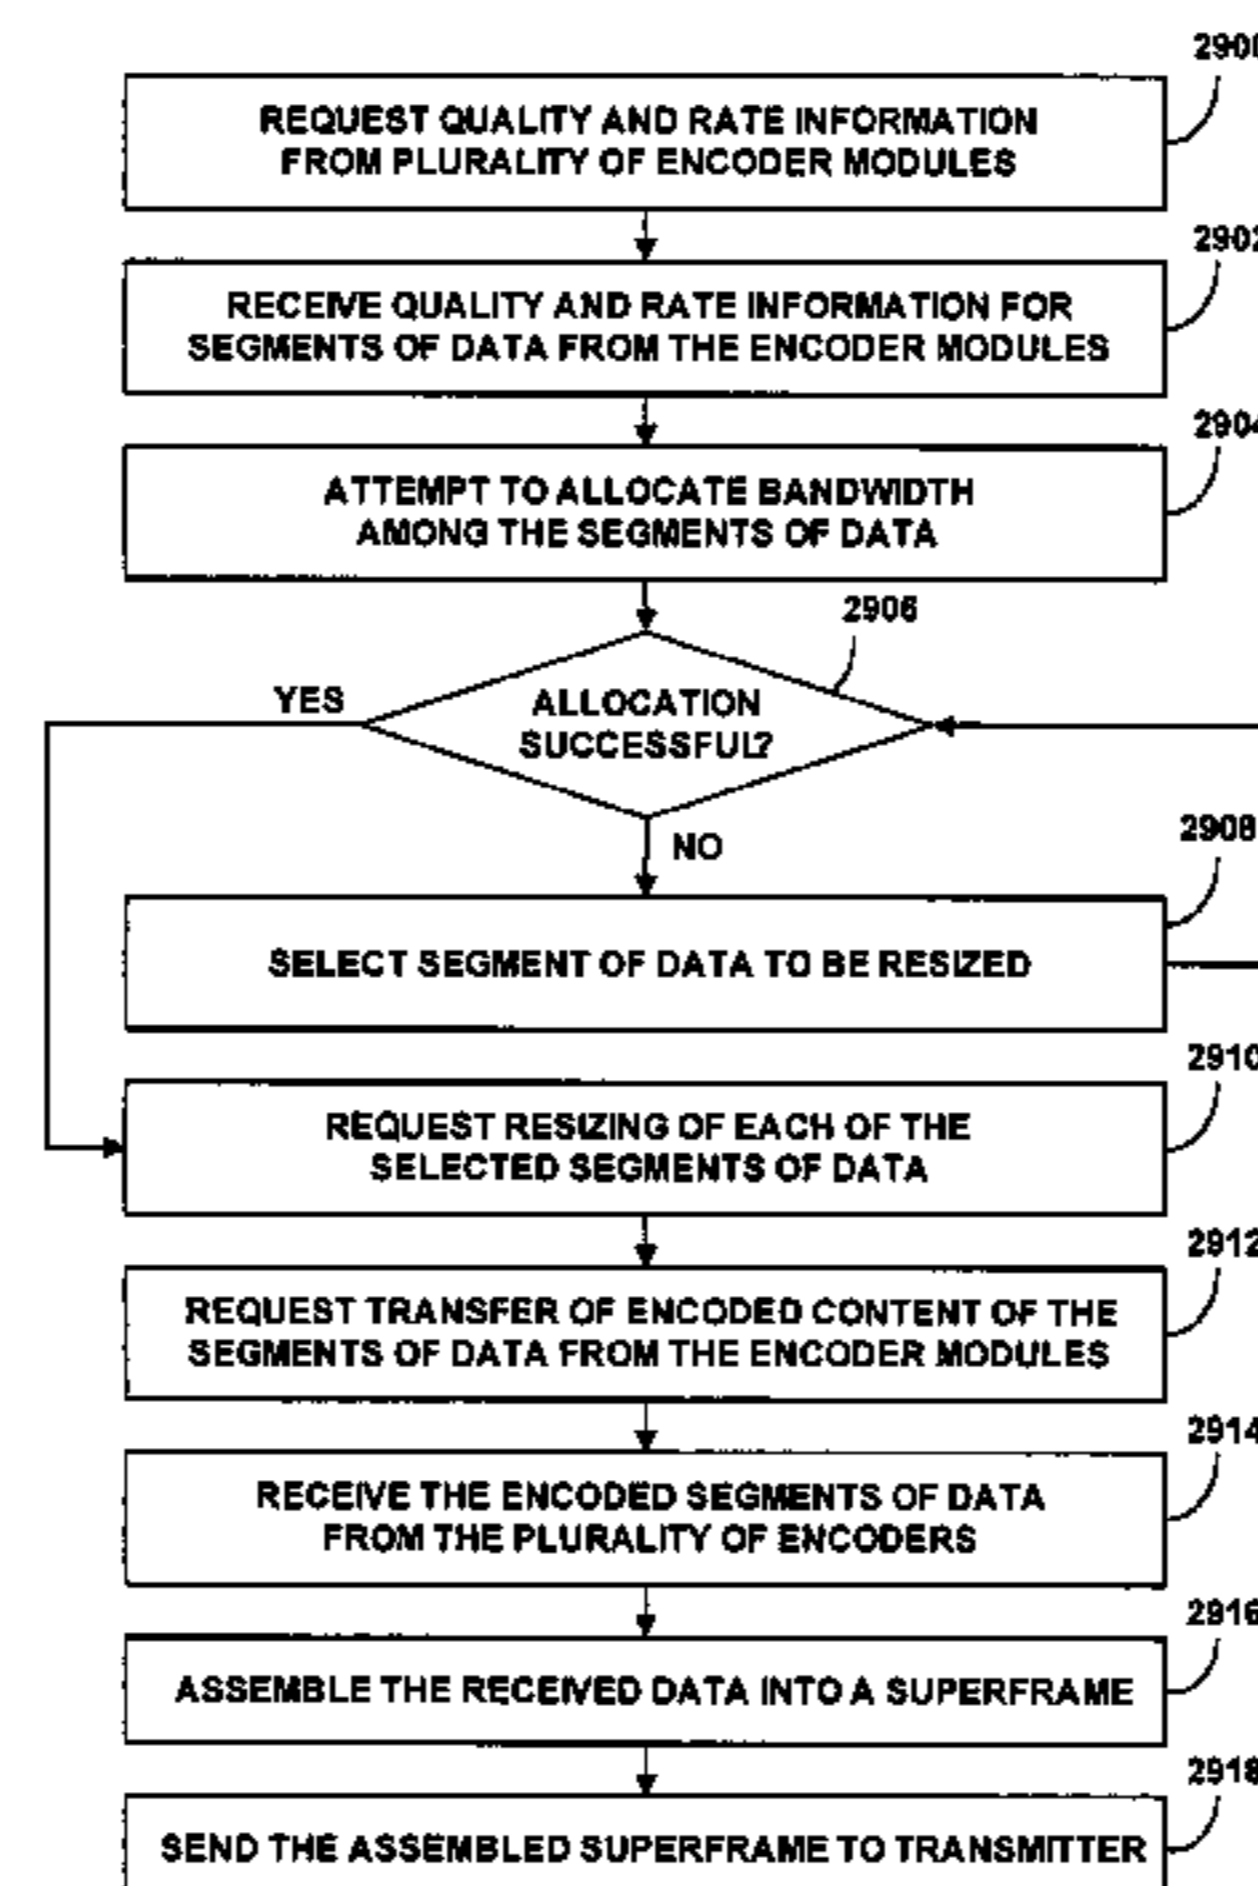 2900
REQUEST QUALITY AND RATE INFORMATION
FROM PLURALITY OF ENCODER MODULES
2902
RECEIVE QUALITY AND RATE INFORMATION FOR
SEGMENTS OF DATA FROM THE ENCODER MODULES
2904
ATTEMPT TO ALLOCATE BANDWIDTH
AMONG THE SEGMENTS OF DATA
2906
YES
ALLOCATION
SUCCESSFUL?
NO
2908
SELECT SEGMENT OF DATA TO BE RESIZED
2910
REQUEST RESIZING OF EACH OF THE
SELECTED SEGMENTS OF DATA
2912
REQUEST TRANSFER OF ENCODED CONTENT OF THE
SEGMENTS OF DATA FROM THE ENCODER MODULES
2914
RECEIVE THE ENCODED SEGMENTS OF DATA
FROM THE PLURALITY OF ENCODERS
2916
ASSEMBLE THE RECEIVED DATA INTO A SUPERFRAME
2918
SEND THE ASSEMBLED SUPERFRAME TO TRANSMITTER